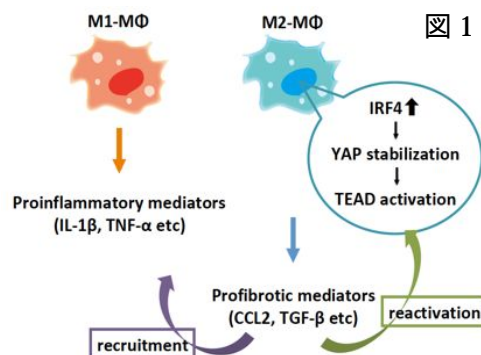 M1-MΦ
M2-MΦ
図 1
IRF4
YAP stabilization
TEAD activation
Proinflammatory mediators
(IL-1β, TNF-α etc)
Profibrotic mediators
(CCL2, TGF-β etc)
reactivation
recruitment